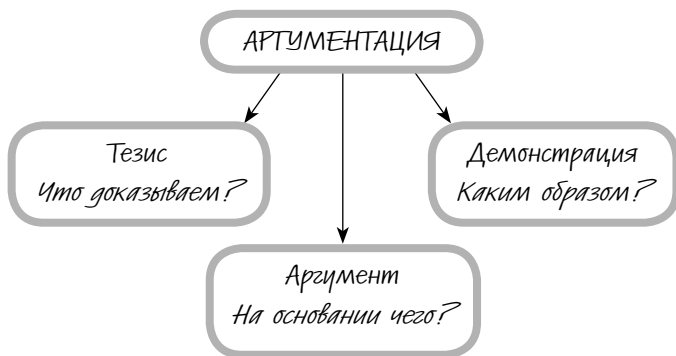 АРГУМЕНТАЦИЯ
Тезис
Что доказываем?
Демонстрация
Каким образом?
Аргумент
На основании чего?